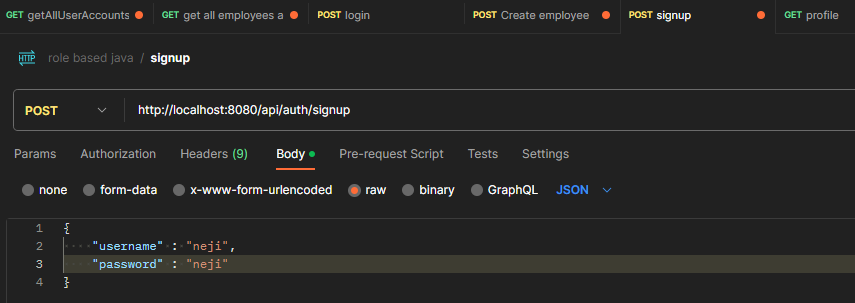 GET getAllUserAccounts GET get all employees a POST login POST Create employee POST signup GET profile
HTTP role based java / signup
POST http://localhost:8080/api/auth/signup
Params Authorization Headers (9) Body Pre-request Script Tests Settings
none form-data x-www-form-urlencoded raw binary GraphQL JSON
1 {
2 "username" : "neji",
3 "password" : "neji"
4 }